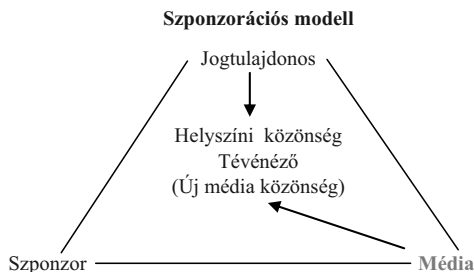 Szponzorációs modell
Jogtulajdonos
Helyszíni közönség
Tévénéző
(Új média közönség)
Szponzor
Média